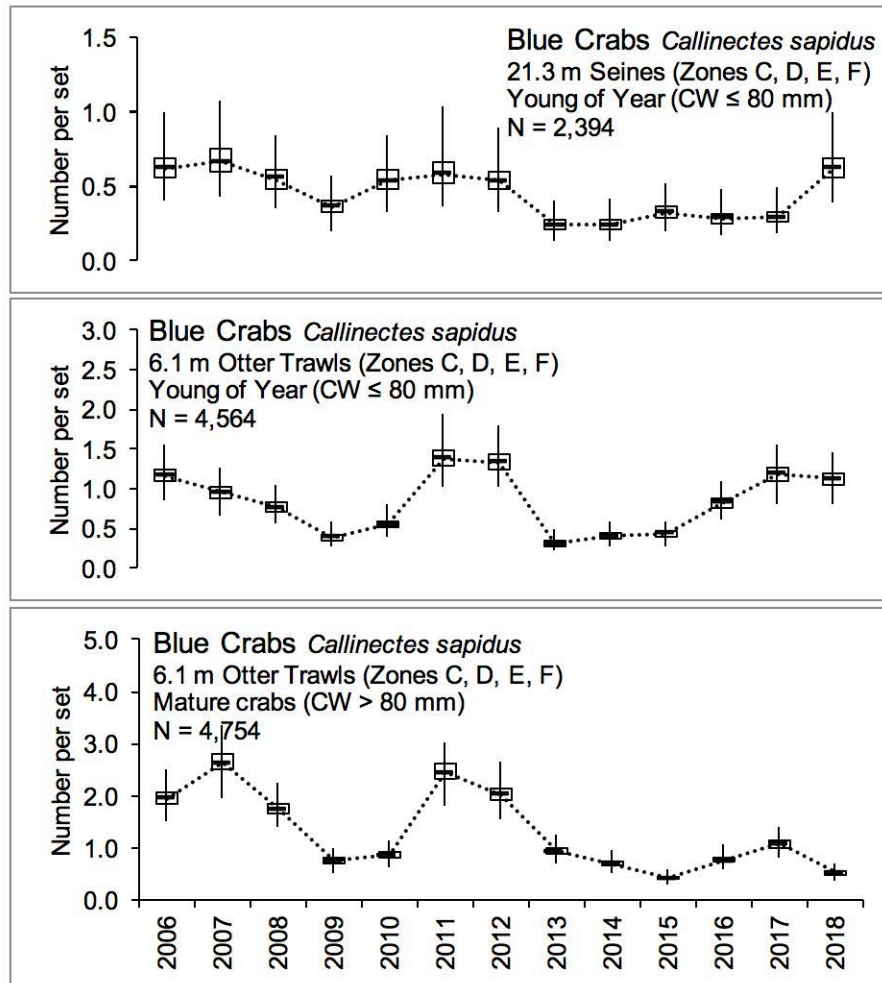 Blue Crabs Callinectes sapidus
21.3 m Seines (Zones C, D, E, F)
Young of Year (CW ≤ 80 mm)
N = 2,394
Number per set
1.5
1.0
0.5
0.0
Blue Crabs Callinectes sapidus
6.1 m Otter Trawls (Zones C, D, E, F)
Young of Year (CW ≤ 80 mm)
N = 4,564
Number per set
3.0
2.5
2.0
1.5
1.0
0.5
0.0
Blue Crabs Callinectes sapidus
6.1 m Otter Trawls (Zones C, D, E, F)
Mature crabs (CW > 80 mm)
N = 4,754
Number per set
5.0
4.0
3.0
2.0
1.0
0.0
2006
2007
2008
2009
2010
2011
2012
2013
2014
2015
2016
2017
2018